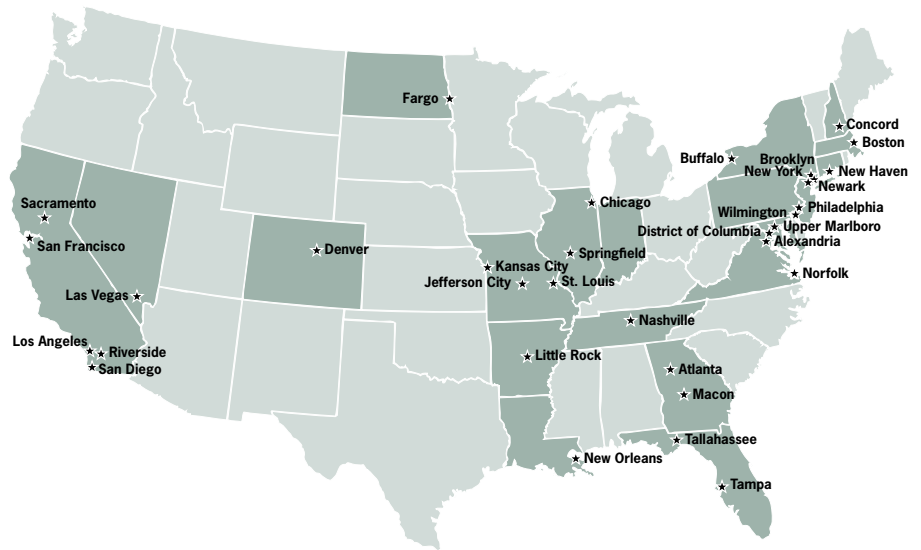 Fargo
Concord
Boston
Buffalo
Brooklyn
New York
New Haven
Newark
Sacramento
Chicago
Philadelphia
Wilmington
Upper Marlboro
District of Columbia
Alexandria
San Francisco
Denver
Springfield
Kansas City
Jefferson City
St. Louis
Norfolk
Las Vegas
Nashville
Los Angeles
Riverside
San Diego
Little Rock
Atlanta
Macon
Tallahassee
New Orleans
Tampa